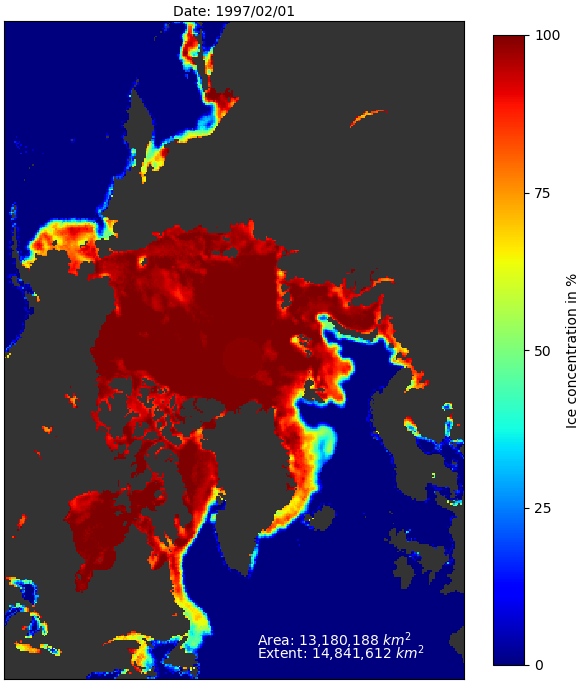 Date: 1997/02/01
100
75
50
25
0
Ice concentration in %
Area: 13,180,188 km²
Extent: 14,841,612 km²